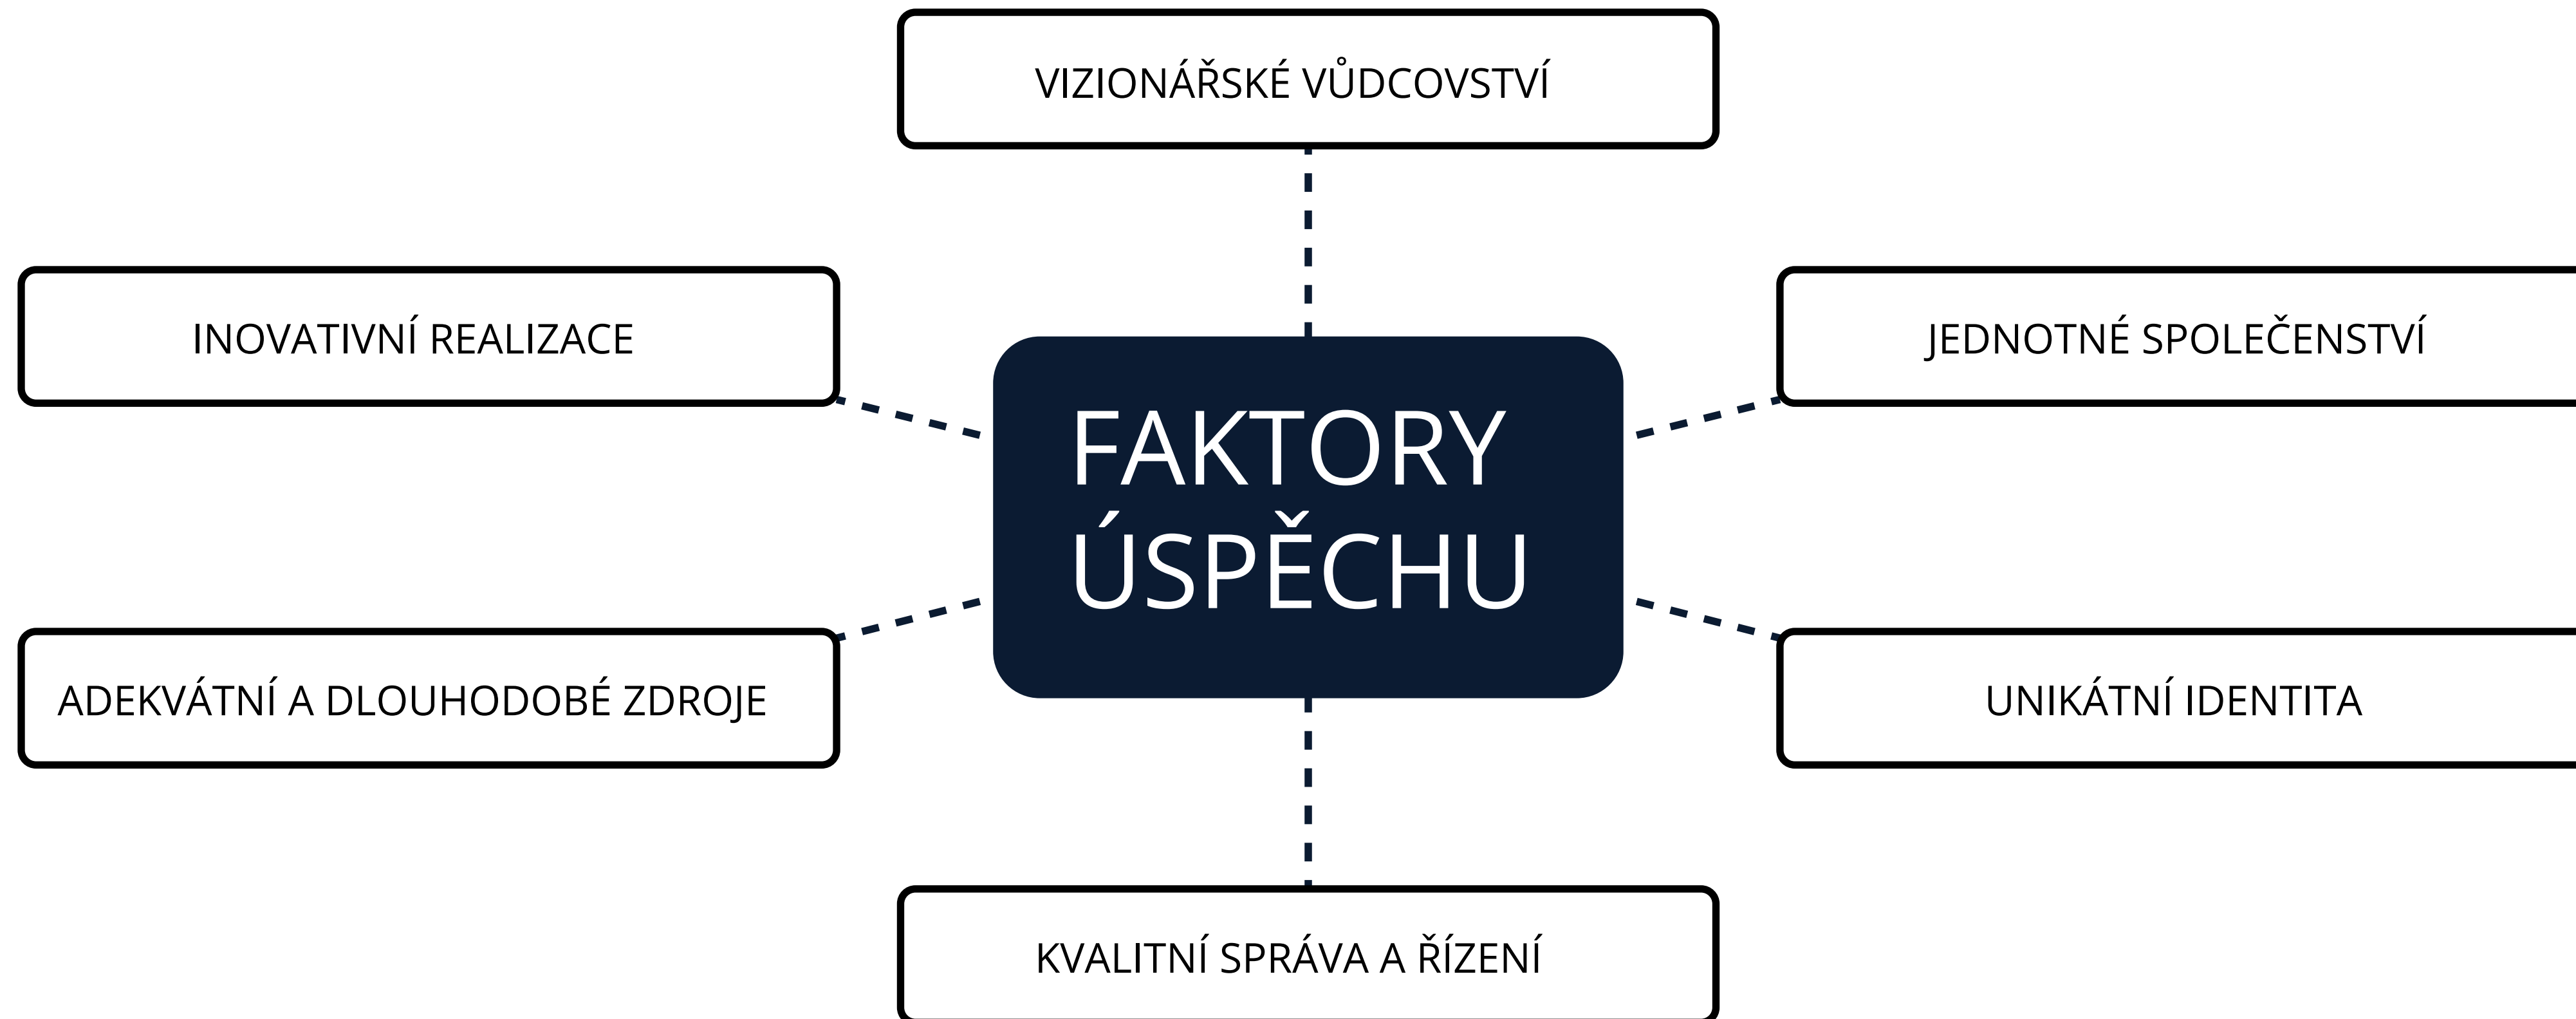 VIZIONÁŘSKÉ VŮDCOVSTVÍ
INOVATIVNÍ REALIZACE
JEDNOTNÉ SPOLEČENSTVÍ
FAKTORY
ÚSPĚCHU
ADEKVÁTNÍ A DLOUHODOBÉ ZDROJE
UNIKÁTNÍ IDENTITA
KVALITNÍ SPRÁVA A ŘÍZENÍ